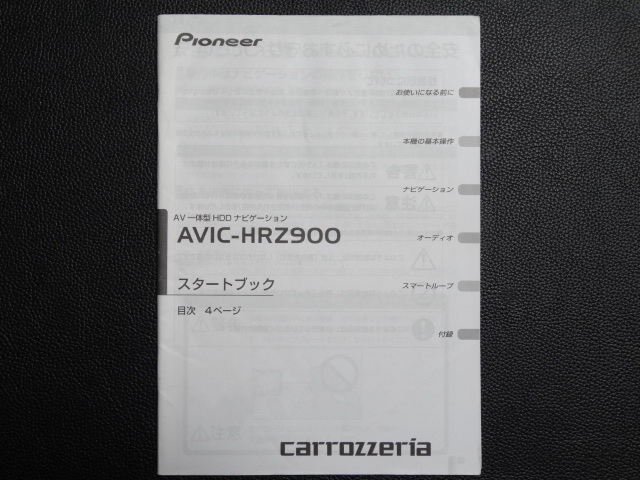 Pioneer
お使いになる前に
本機の基本操作
ナビゲーション
AV一体型HDDナビゲーション
AVIC-HRZ900
オーディオ
スタートブック
スマートループ
目次 4ページ
付録
carrozzeria